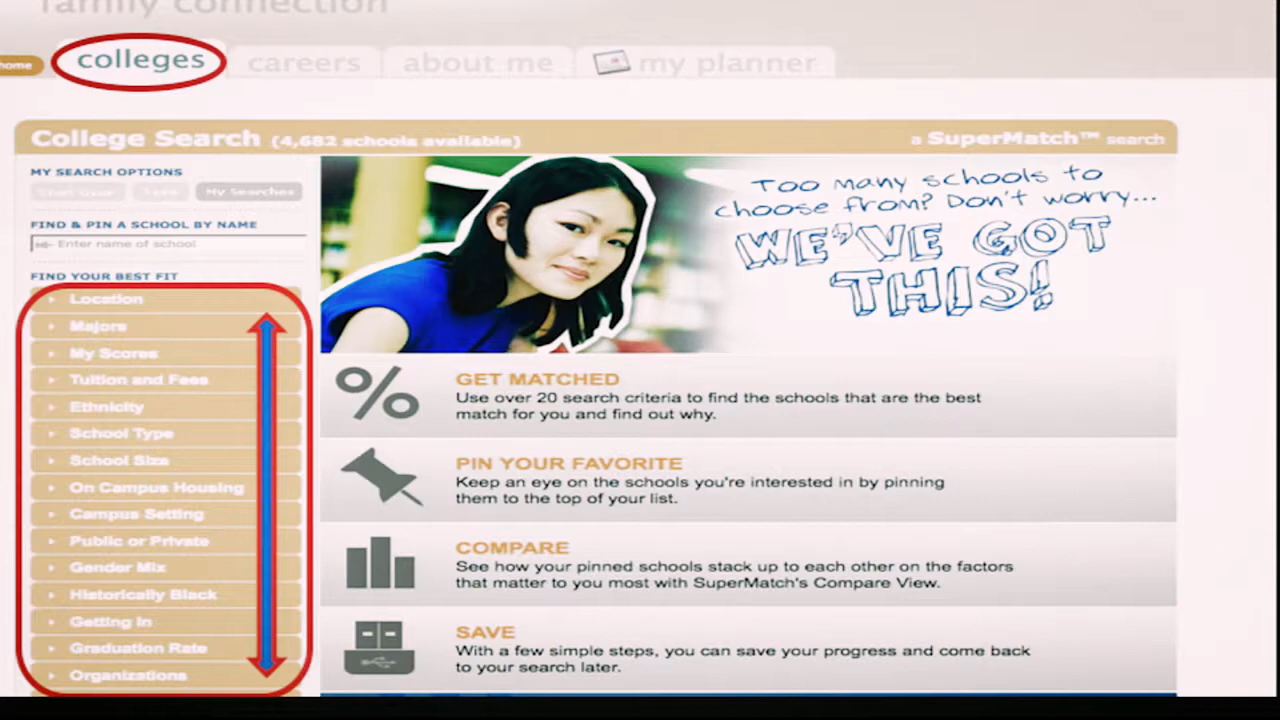 family connection
home
colleges
careers
about me
my planner
College Search (4,682 schools available)
a SuperMatch™ search
MY SEARCH OPTIONS
Start Over
My Searches
FIND & PIN A SCHOOL BY NAME
Enter name of school
FIND YOUR BEST FIT
Location
Majors
My Scores
Tuition and Fees
Ethnicity
School Type
School Size
On Campus Housing
Campus Setting
Public or Private
Gender Mix
Historically Black
Getting In
Graduation Rate
Organizations
Too many schools to
choose from? Don't worry...
WE'VE GOT
THIS!
GET MATCHED
Use over 20 search criteria to find the schools that are the best
match for you and find out why.
PIN YOUR FAVORITE
Keep an eye on the schools you're interested in by pinning
them to the top of your list.
COMPARE
See how your pinned schools stack up to each other on the factors
that matter to you most with SuperMatch's Compare View.
SAVE
With a few simple steps, you can save your progress and come back
to your search later.